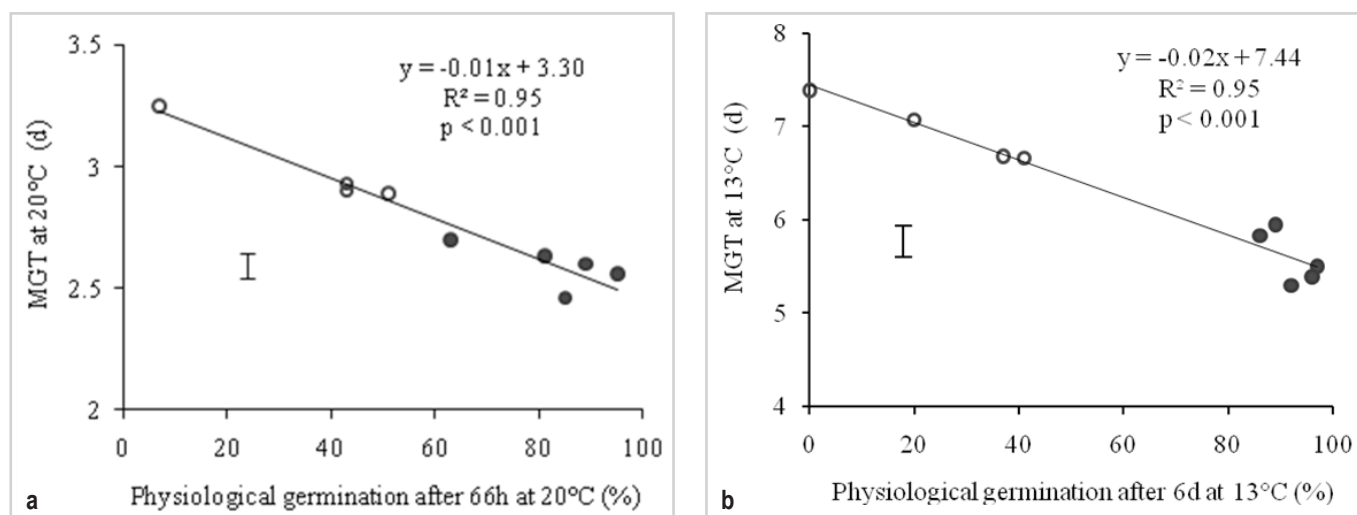 3.5
3
2.5
2
MGT at 20°C (d)
y = -0.01x + 3.30
R² = 0.95
p < 0.001
0 20 40 60 80 100
Physiological germination after 66h at 20°C (%)
a
8
7
6
5
4
MGT at 13°C (d)
y = -0.02x + 7.44
R² = 0.95
p < 0.001
0 20 40 60 80 100
Physiological germination after 6d at 13°C (%)
b